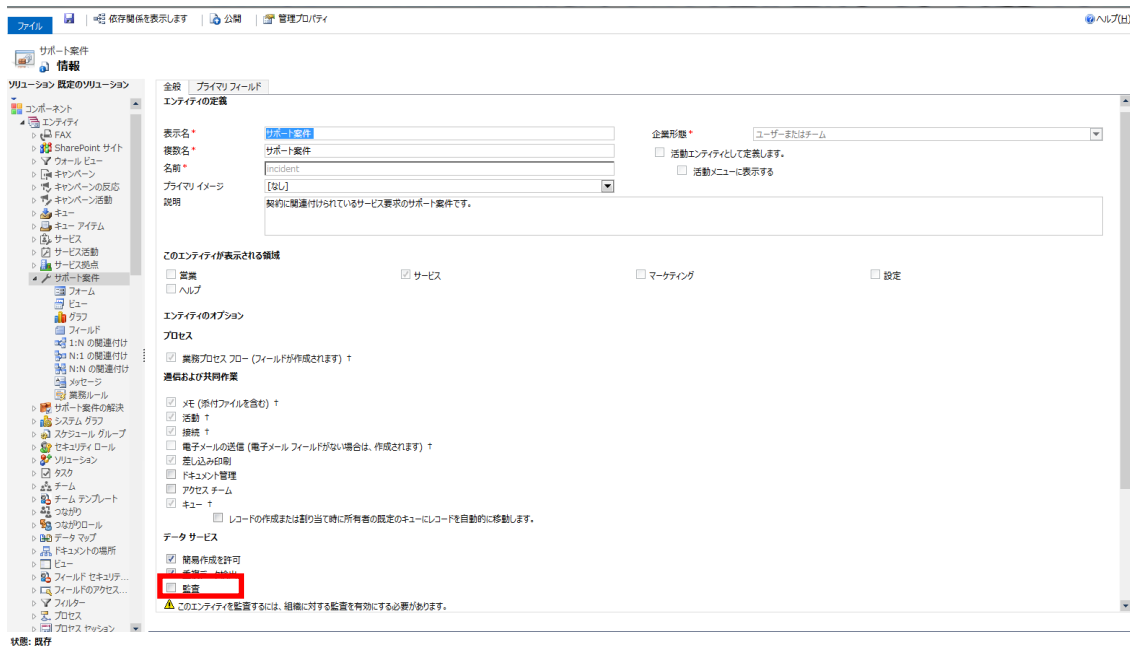 ファイル 依存関係を表示します 公開 管理プロパティ ヘルプ(H)
サポート案件
情報
ソリューション 既定のソリューション
コンポーネント
エンティティ
FAX
SharePoint サイト
ウォール ビュー
キャンペーン
キャンペーンの反応
キャンペーン活動
キュー
キュー アイテム
サービス
サービス活動
サービス拠点
サポート案件
フォーム
ビュー
グラフ
フィールド
1:N の関連付け
N:1 の関連付け
N:N の関連付け
メッセージ
業務ルール
サポート案件の解決
システム グラフ
スケジュール グループ
セキュリティ ロール
ソリューション
タスク
チーム
チーム テンプレート
つながり
つながりロール
データ マップ
ドキュメントの場所
ビュー
フィールド セキュリテ...
フィールドのアクセス...
フィルター
プロセス
プロセス セッション
状態: 既存
全般 プライマリ フィールド
エンティティの定義
表示名* サポート案件 企業形態* ユーザーまたはチーム
複数名* サポート案件 活動エンティティとして定義します。
名前* incident 活動メニューに表示する
プライマリ イメージ [なし]
説明 契約に関連付けられているサービス要求のサポート案件です。
このエンティティが表示される領域
営業 サービス マーケティング 設定
ヘルプ
エンティティのオプション
プロセス
業務プロセス フロー (フィールドが作成されます) †
通信および共同作業
メモ (添付ファイルを含む) †
活動 †
接続 †
電子メールの送信 (電子メール フィールドがない場合は、作成されます) †
差し込み印刷
ドキュメント管理
アクセス チーム
キュー †
レコードの作成または割り当て時に所有者の既定のキューにレコードを自動的に移動します。
データ サービス
簡易作成を許可
監査
このエンティティを監査するには、組織に対する監査を有効にする必要があります。